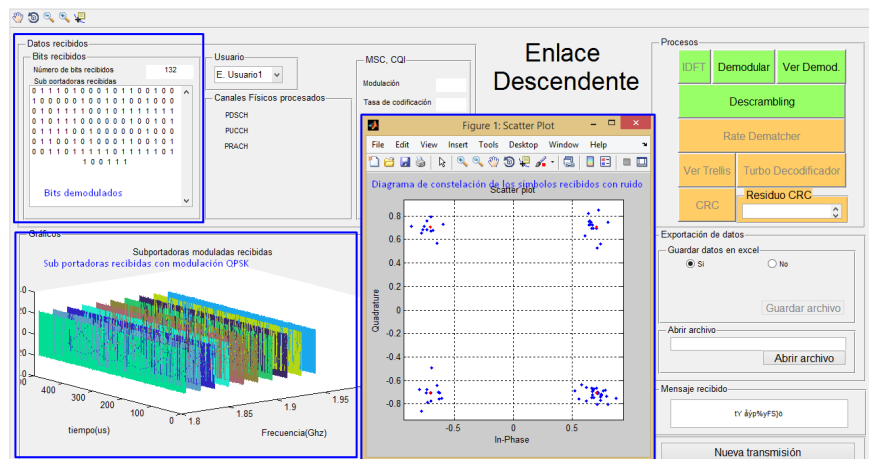 Datos recibidos
Bits recibidos
Número de bits recibidos 132
Sub portadoras recibidas
0 1 1 1 0 1 0 0 0 1 0 1 1 0 0 1 0 0
1 0 0 0 0 0 1 0 0 1 0 1 0 1 0 0 0 1
0 1 0 1 1 1 0 1 0 0 1 1 1 1 1 1 1 1
0 1 0 1 1 1 0 0 0 0 0 0 1 0 0 1 0 1
0 1 1 1 1 0 0 1 0 0 0 0 0 0 1 0 0 0
0 0 1 0 0 1 0 1 0 1 1 0 0 1 0 1
0 0 1 1 0 1 1 1 1 1 0 1 1 1 1 1 0 1
1 0 0 1 1 1
Bits demodulados
Usuario
E. Usuario1
Canales Físicos procesados
PDSCH
PUCCH
PRACH
MSC, CQI
Modulación
Tasa de codificación
Enlace
Descendente
Procesos
IDFT Demodular Ver Demod.
Descrambling
Rate Dematcher
Ver Trellis Turbo Decodificador
CRC
Residuo CRC
Exportación de datos
Guardar datos en excel
Si No
Guardar archivo
Abrir archivo
Abrir archivo
Mensaje recibido
Nueva transmisión
Gráficos
Subportadoras moduladas recibidas
Sub portadoras recibidas con modulación QPSK
20
0
20
400 300 200 100 0
tiempo(us)
1.8 1.85 1.9 1.95
Frecuencia(Ghz)
Figure 1: Scatter Plot
File Edit View Insert Tools Desktop Window Help
Diagrama de constelación de los símbolos recibidos con ruido
Scatter plot
0.8
0.6
0.4
0.2
0
-0.2
-0.4
-0.6
-0.8
Quadrature
-0.5 0 0.5
In-Phase